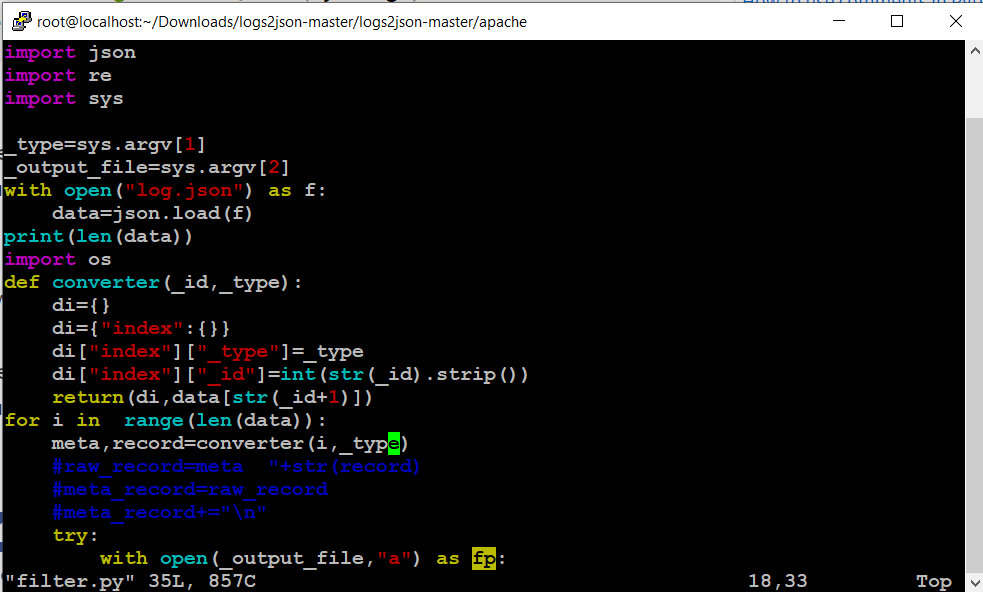 root@localhost:~/Downloads/logs2json-master/logs2json-master/apache
import json
import re
import sys
_type=sys.argv[1]
_output_file=sys.argv[2]
with open("log.json") as f:
    data=json.load(f)
print(len(data))
import os
def converter(_id,_type):
    di={}
    di={"index":{}}
    di["index"]["_type"]=_type
    di["index"]["_id"]=int(str(_id).strip())
    return(di,data[str(_id+1)])
for i in  range(len(data)):
    meta,record=converter(i,_type)
    #raw_record=meta  "+str(record)
    #meta_record=raw_record
    #meta_record+="\n"
    try:
        with open(_output_file,"a") as fp:
"filter.py" 35L, 857C 18,33 Top